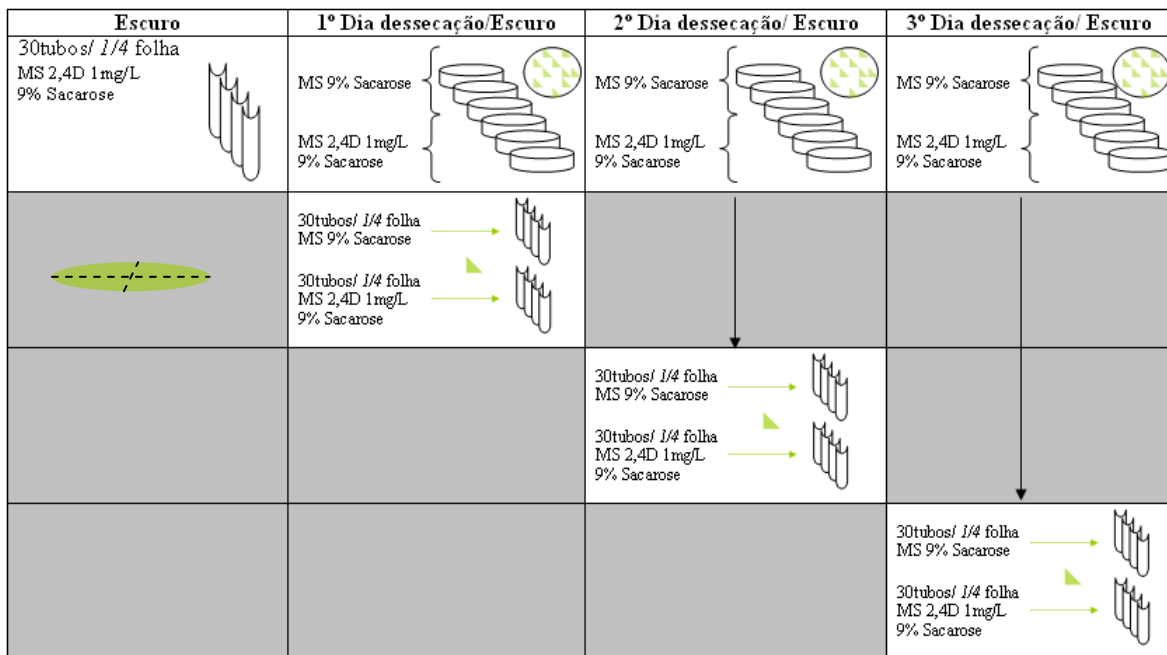 Escuro
1º Dia dessecação/Escuro
2º Dia dessecação/ Escuro
3º Dia dessecação/ Escuro
30tubos/ 1/4 folha
MS 2,4D 1mg/L
9% Sacarose
MS 9% Sacarose
MS 2,4D 1mg/L
9% Sacarose
MS 9% Sacarose
MS 2,4D 1mg/L
9% Sacarose
MS 9% Sacarose
MS 2,4D 1mg/L
9% Sacarose
30tubos/ 1/4 folha
MS 9% Sacarose
30tubos/ 1/4 folha
MS 2,4D 1mg/L
9% Sacarose
30tubos/ 1/4 folha
MS 9% Sacarose
30tubos/ 1/4 folha
MS 2,4D 1mg/L
9% Sacarose
30tubos/ 1/4 folha
MS 9% Sacarose
30tubos/ 1/4 folha
MS 2,4D 1mg/L
9% Sacarose